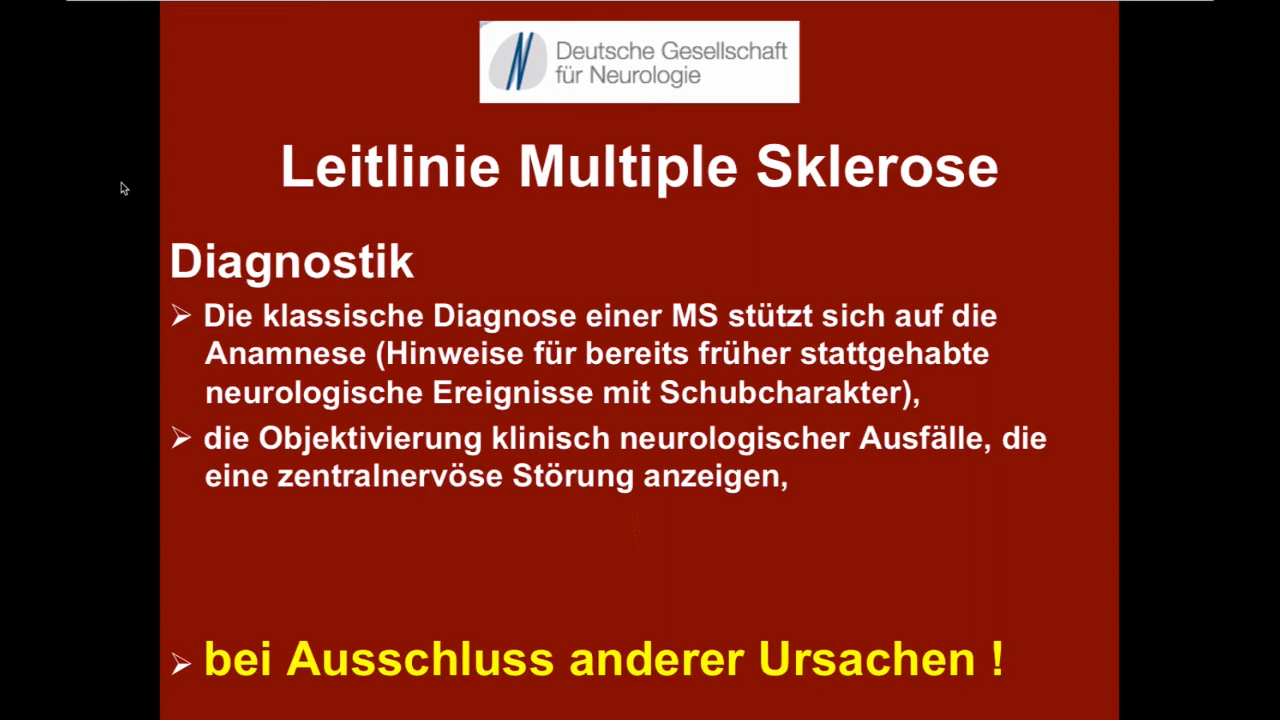 Deutsche Gesellschaft
für Neurologie
Leitlinie Multiple Sklerose
Diagnostik
➢ Die klassische Diagnose einer MS stützt sich auf die
Anamnese (Hinweise für bereits früher stattgehabte
neurologische Ereignisse mit Schubcharakter),
➢ die Objektivierung klinisch neurologischer Ausfälle, die
eine zentralnervöse Störung anzeigen,
➢ bei Ausschluss anderer Ursachen !